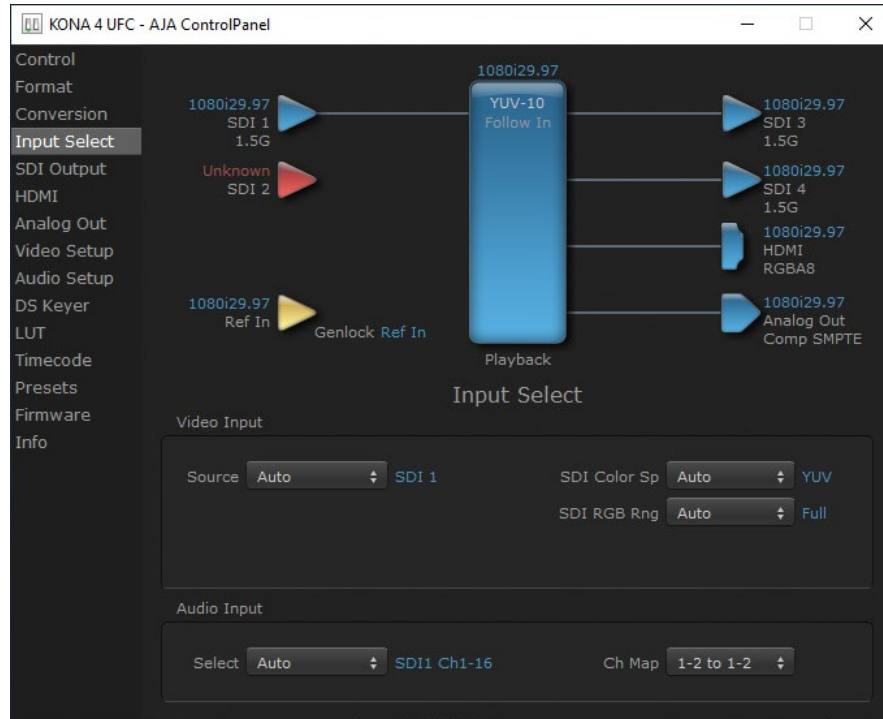 KONA 4 UFC - AJA ControlPanel
Control
Format
Conversion
Input Select
SDI Output
HDMI
Analog Out
Video Setup
Audio Setup
DS Keyer
LUT
Timecode
Presets
Firmware
Info
1080i29.97
SDI 1
1.5G
Unknown
SDI 2
1080i29.97
Ref In
Genlock Ref In
1080i29.97
YUV-10
Follow In
Playback
1080i29.97
SDI 3
1.5G
1080i29.97
SDI 4
1.5G
1080i29.97
HDMI
RGBA8
1080i29.97
Analog Out
Comp SMPTE
Input Select
Video Input
Source Auto SDI 1
SDI Color Sp Auto YUV
SDI RGB Rng Auto Full
Audio Input
Select Auto SDI1 Ch1-16
Ch Map 1-2 to 1-2